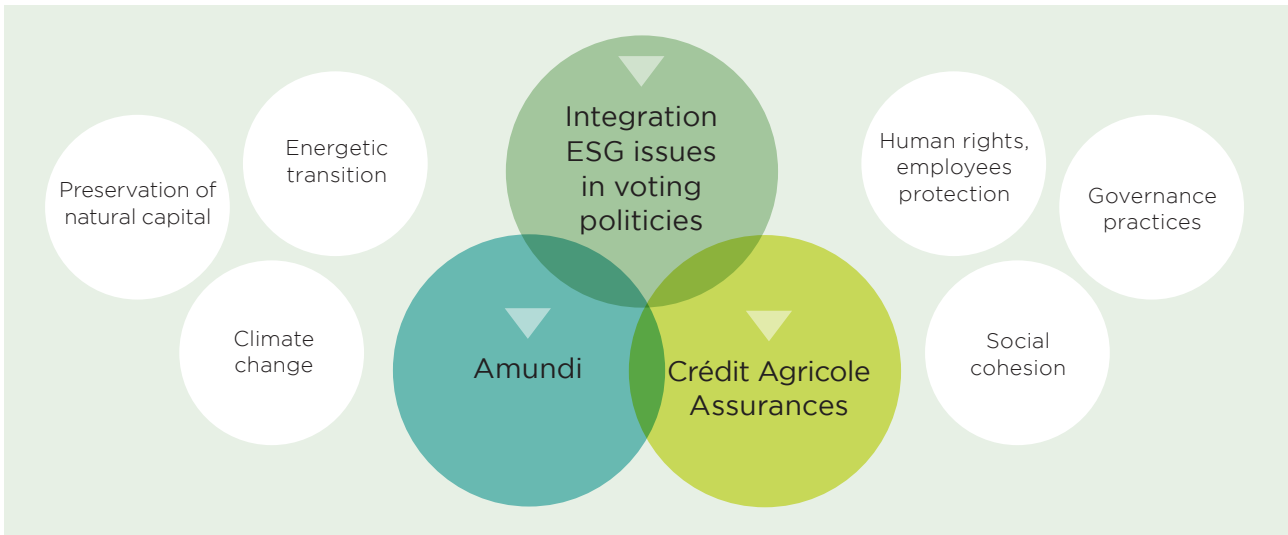 Preservation of
natural capital
Energetic
transition
Climate
change
Integration
ESG issues
in voting
politicies
Amundi
Crédit Agricole
Assurances
Human rights,
employees
protection
Governance
practices
Social
cohesion